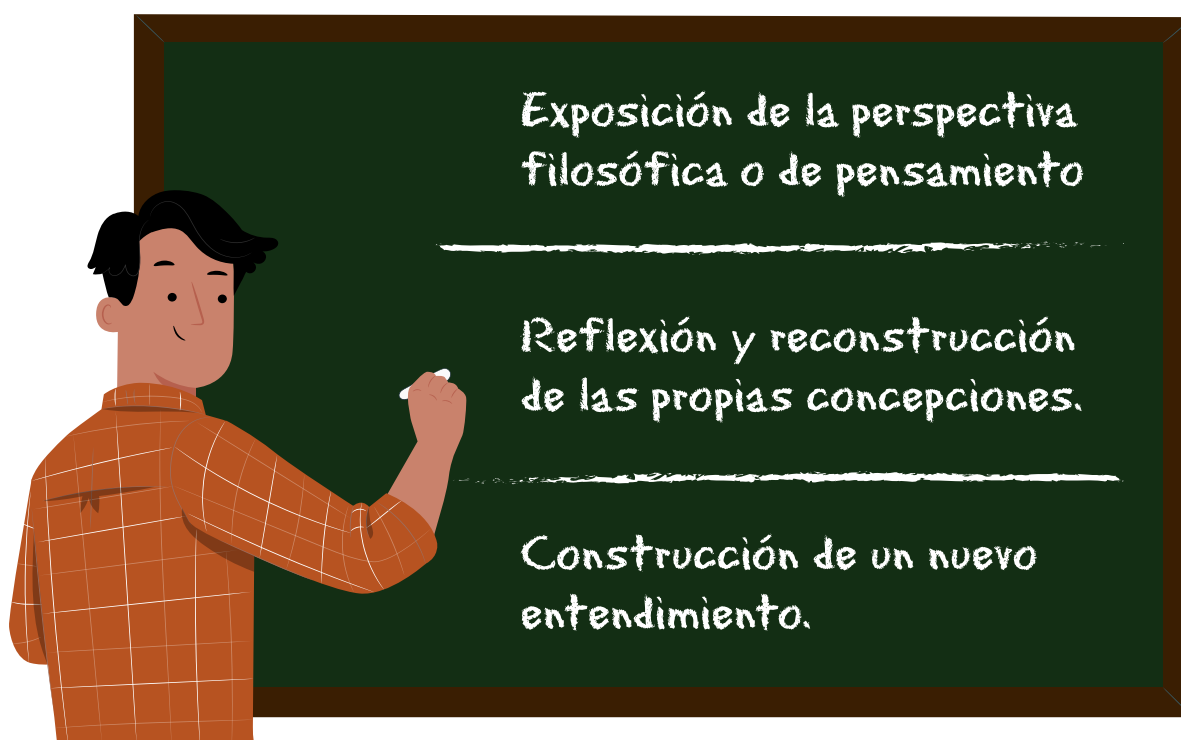 Exposición de la perspectiva
filosófica o de pensamiento
Reflexión y reconstrucción
de las propias concepciones.
Construcción de un nuevo
entendimiento.